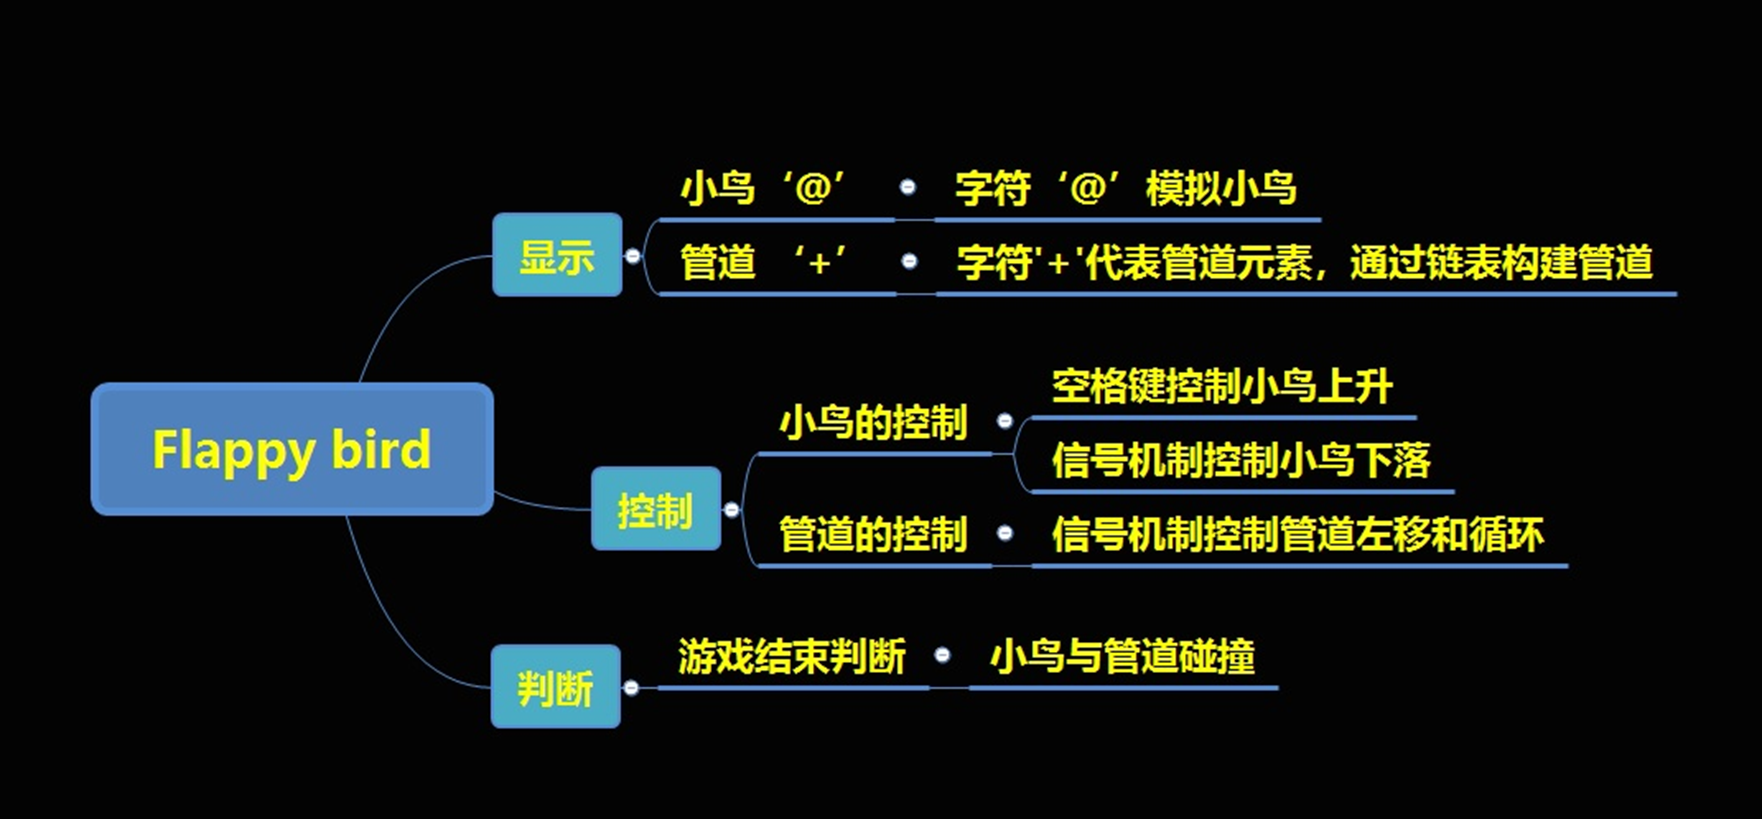 Flappy bird
显示
小鸟 ‘@’
字符‘@’模拟小鸟
管道 ‘+’
字符'+'代表管道元素，通过链表构建管道
控制
小鸟的控制
空格键控制小鸟上升
信号机制控制小鸟下落
管道的控制
信号机制控制管道左移和循环
判断
游戏结束判断
小鸟与管道碰撞